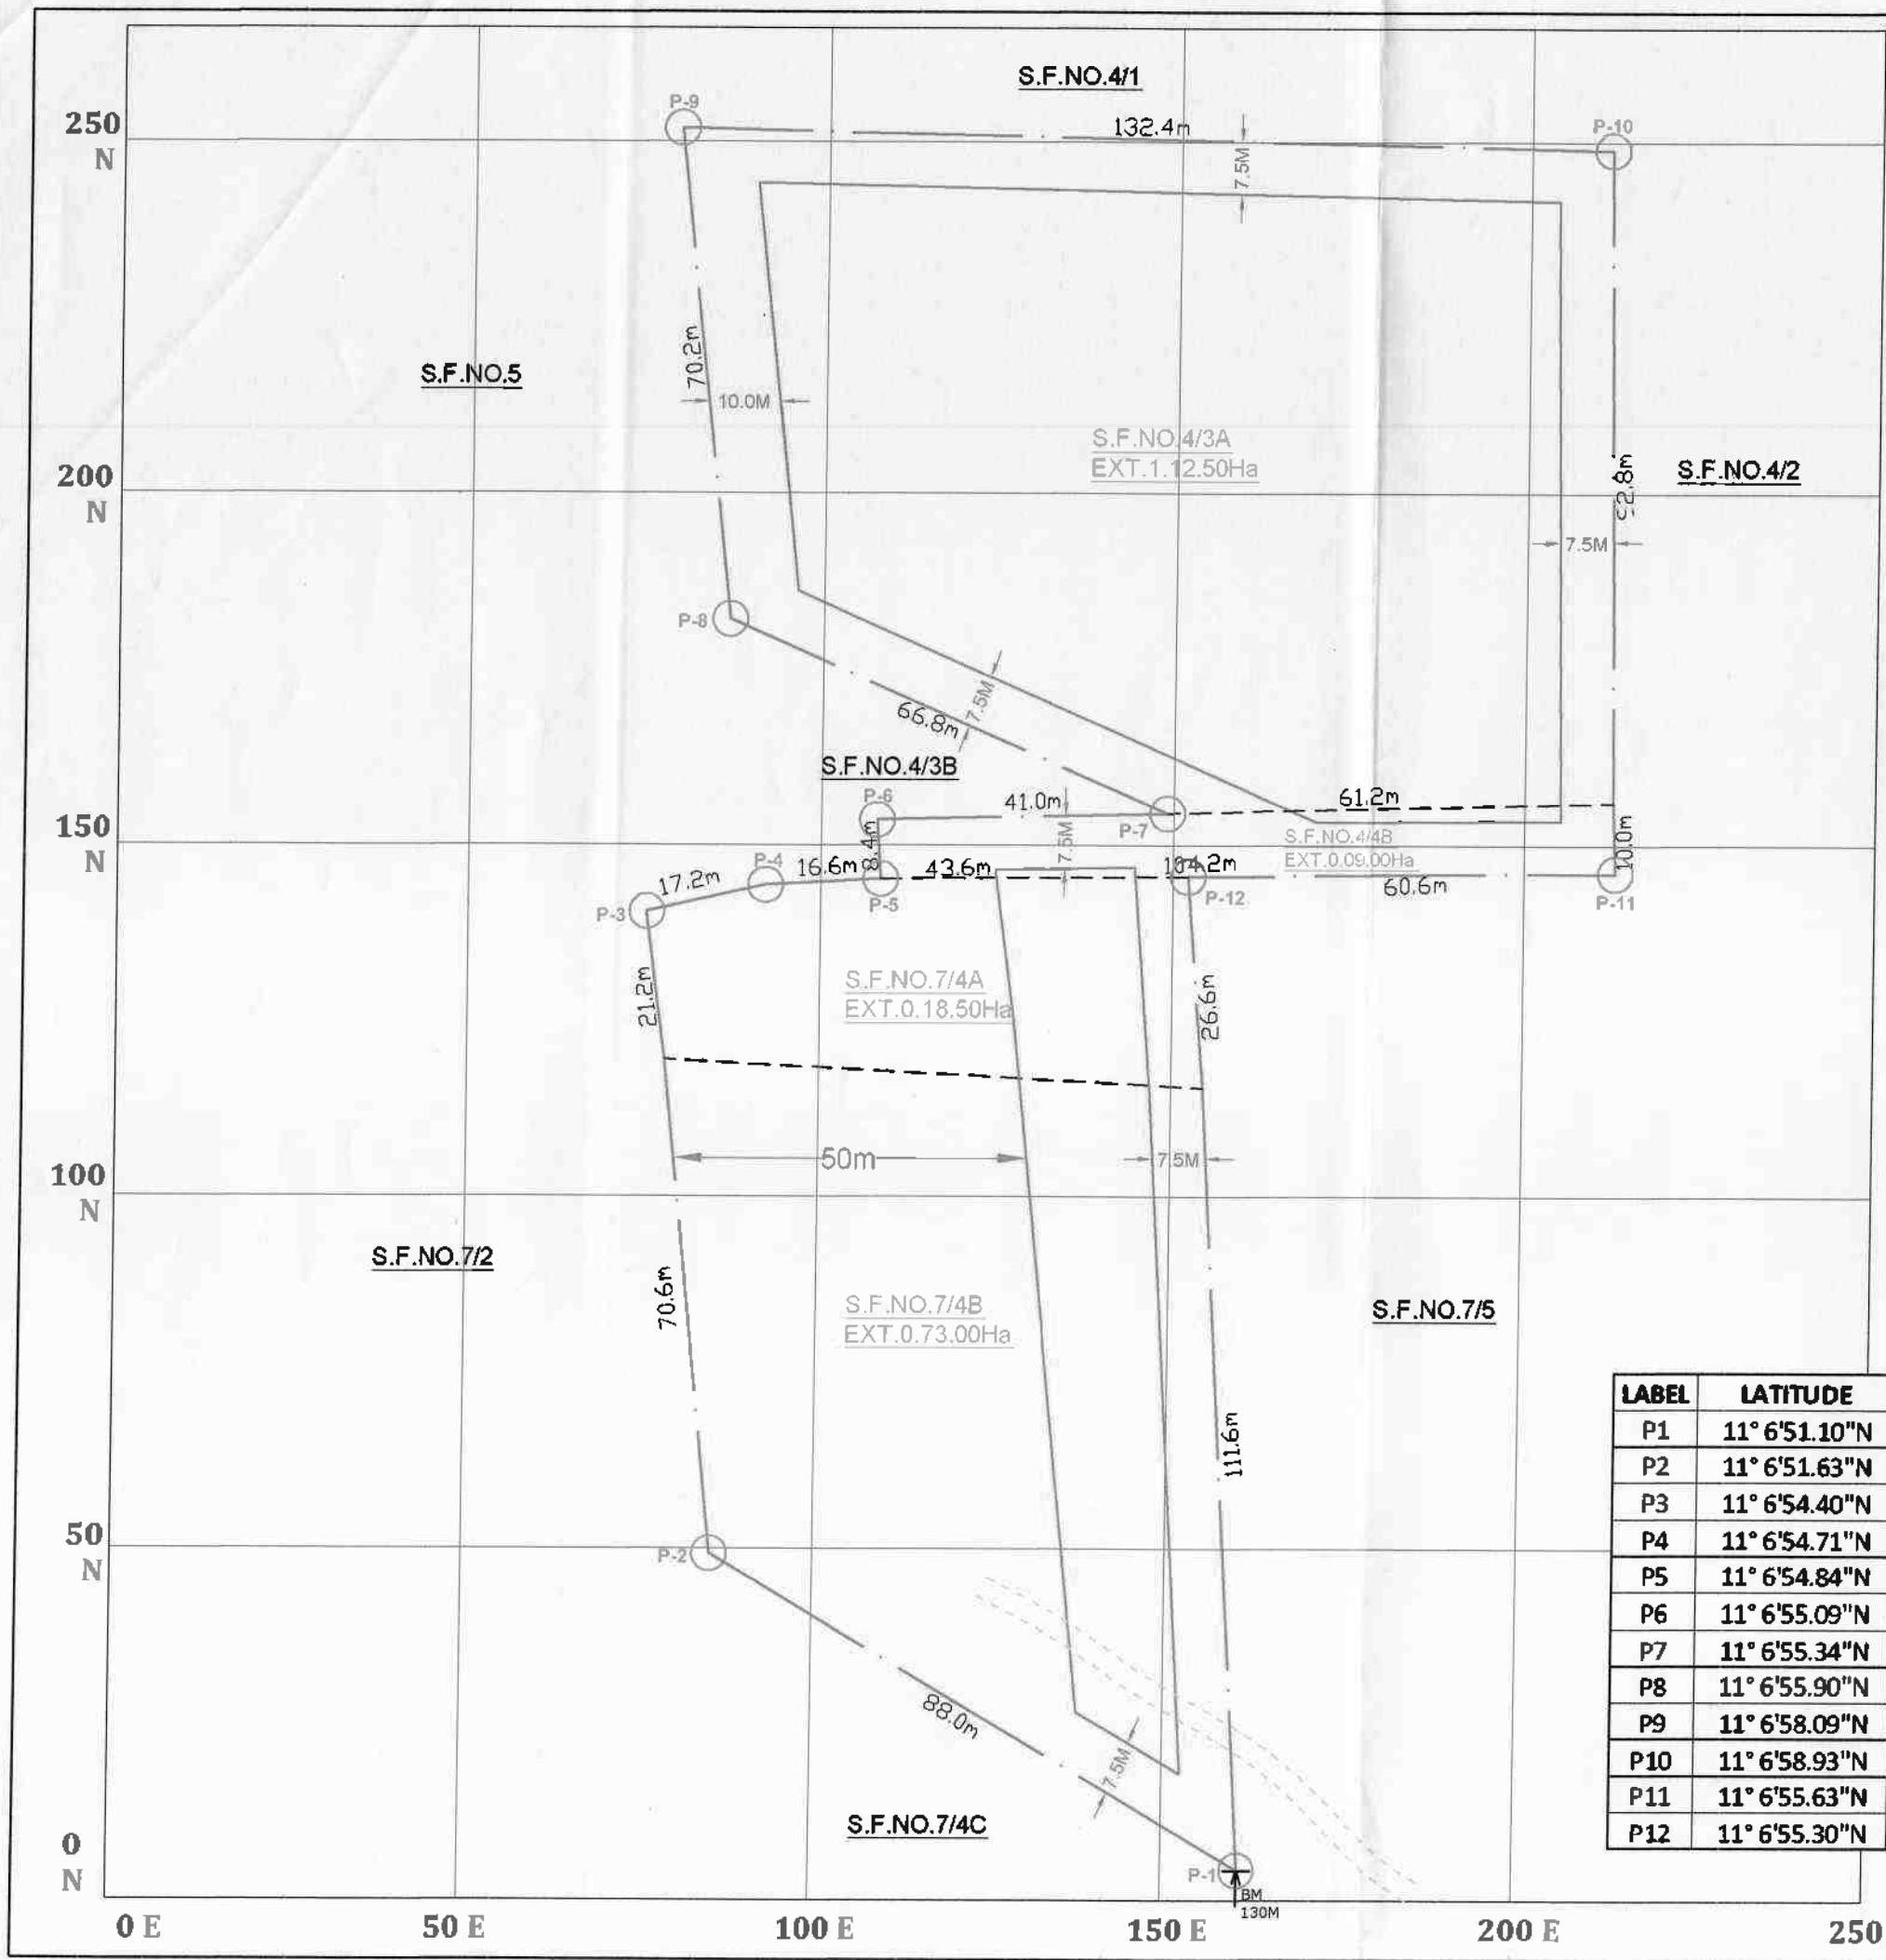 S.F.NO.4/1
P-9
250
N
132.4m
P-10
7.5M
70.2m
S.F.NO.5
10.0M
S.F.NO.4/3A
EXT.1.12.50Ha
200
N
S.F.NO.4/2
7.5M
P-8
7.5M
66.8m
S.F.NO.4/3B
P-6
41.0m
61.2m
150
N
P-7
7.5M
S.F.NO.4/4B
EXT.0.09.00Ha
10.0m
P-4
16.6m
8.4m
43.6m
104.2m
17.2m
60.6m
P-3
P-5
P-12
P-11
21.2m
S.F.NO.7/4A
EXT.0.18.50Ha
26.6m
50m
7.5M
100
N
S.F.NO.7/2
70.6m
S.F.NO.7/4B
EXT.0.73.00Ha
S.F.NO.7/5
111.6m
50
N
P-2
88.0m
7.5M
S.F.NO.7/4C
0
N
P-1
BM
130M
0 E 50 E 100 E 150 E 200 E 250
LABEL LATITUDE
P1 11° 6'51.10"N
P2 11° 6'51.63"N
P3 11° 6'54.40"N
P4 11° 6'54.71"N
P5 11° 6'54.84"N
P6 11° 6'55.09"N
P7 11° 6'55.34"N
P8 11° 6'55.90"N
P9 11° 6'58.09"N
P10 11° 6'58.93"N
P11 11° 6'55.63"N
P12 11° 6'55.30"N